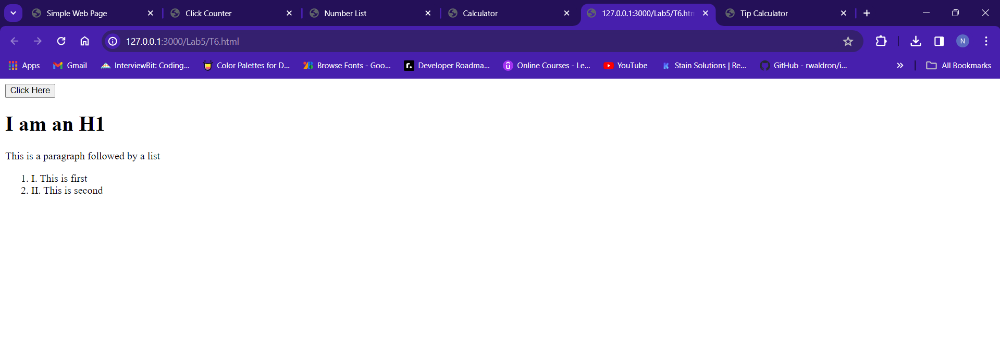 Simple Web Page
Click Counter
Number List
Calculator
127.0.0.1:3000/Lab5/T6.htm
Tip Calculator
127.0.0.1:3000/Lab5/T6.html
N
Apps
Gmail
InterviewBit: Coding...
Color Palettes for D...
Browse Fonts - Goo...
Developer Roadma...
Online Courses - Le...
YouTube
Stain Solutions | Re...
GitHub - rwaldron/i...
All Bookmarks
Click Here
I am an H1
This is a paragraph followed by a list
1. I. This is first
2. II. This is second